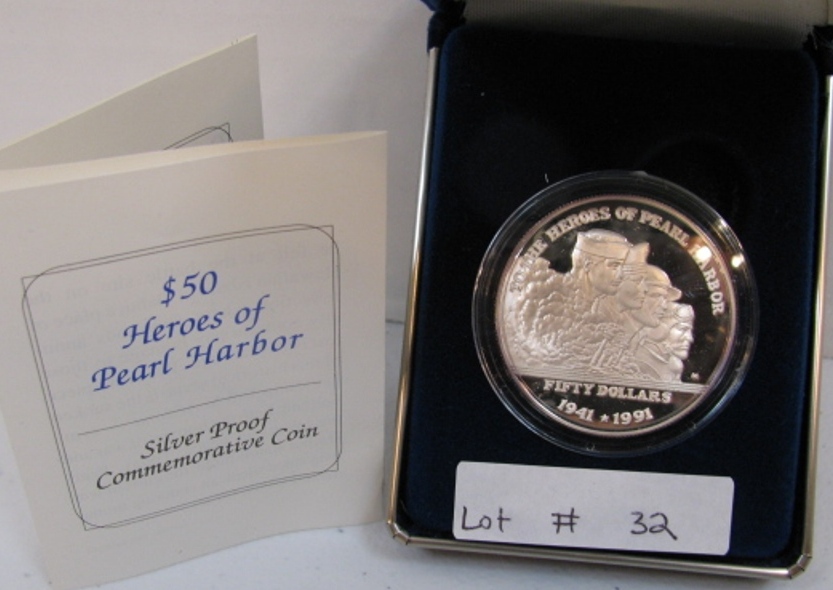 $50
Heroes of
Pearl Harbor
Silver Proof
Commemorative Coin
TO THE HEROES OF PEARL HARBOR
FIFTY DOLLARS
1941 ★ 1991
Lot # 32